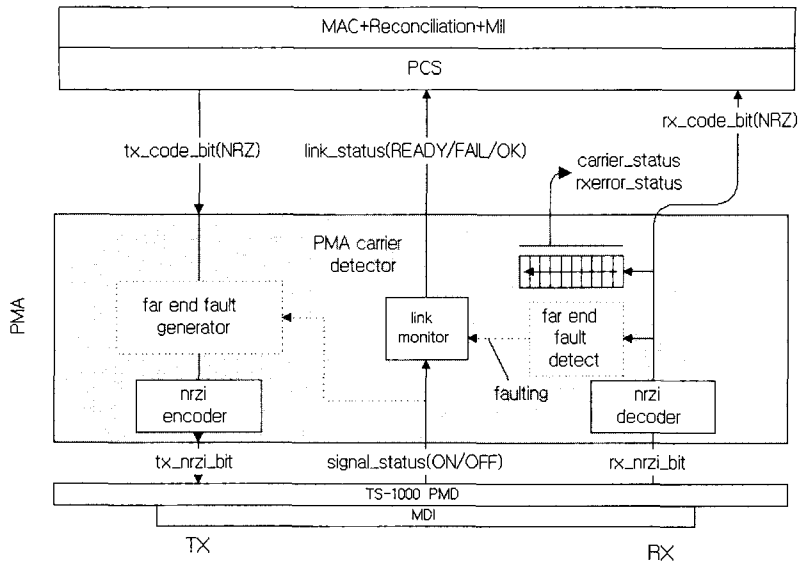 MAC+Reconciliation+MII
PCS
tx_code_bit(NRZ)
link_status(READY/FAIL/OK)
rx_code_bit(NRZ)
carrier_status
rxerror_status
PMA
PMA carrier
detector
far end fault
generator
link
monitor
far end
fault
detect
faulting
nrzi
encoder
nrzi
decoder
tx_nrzi_bit
signal_status(ON/OFF)
rx_nrzi_bit
TS-1000 PMD
MDI
TX
RX